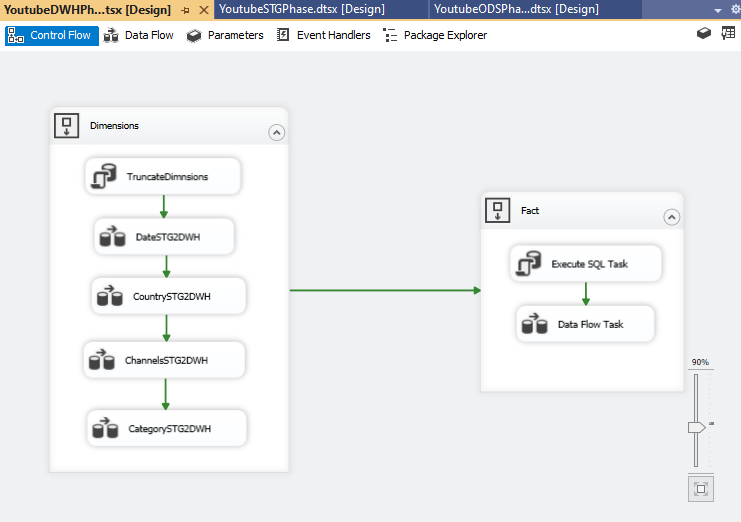 YoutubeDWHPh...tsx [Design]
YoutubeSTGPhase.dtsx [Design]
YoutubeODSPha...dtsx [Design]
Control Flow
Data Flow
Parameters
Event Handlers
Package Explorer
Dimensions
TruncateDimnsions
DateSTG2DWH
CountrySTG2DWH
ChannelsSTG2DWH
CategorySTG2DWH
Fact
Execute SQL Task
Data Flow Task
90%